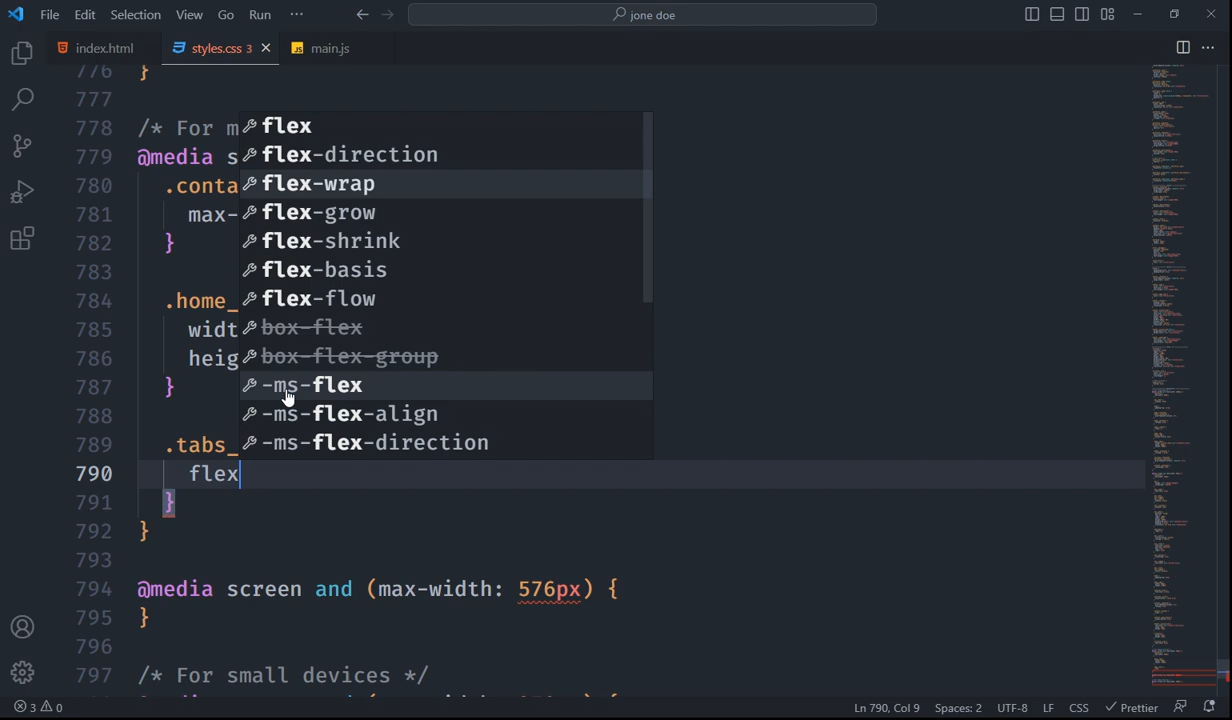 File Edit Selection View Go Run ··· jone doe
index.html styles.css 3 main.js
776 }
777
778 /* For m
779 @media s
780 .conta
781 max-
782 }
783
784 .home_
785 widt
786 heig
787 }
788
789 .tabs_
790 flex
791 }
792 }
793
794 @media screen and (max-width: 576px) {
795 }
796
797 /* For small devices */
flex
flex-direction
flex-wrap
flex-grow
flex-shrink
flex-basis
flex-flow
box-flex
box-flex-group
-ms-flex
-ms-flex-align
-ms-flex-direction
3 0 Ln 790, Col 9 Spaces: 2 UTF-8 LF CSS Prettier